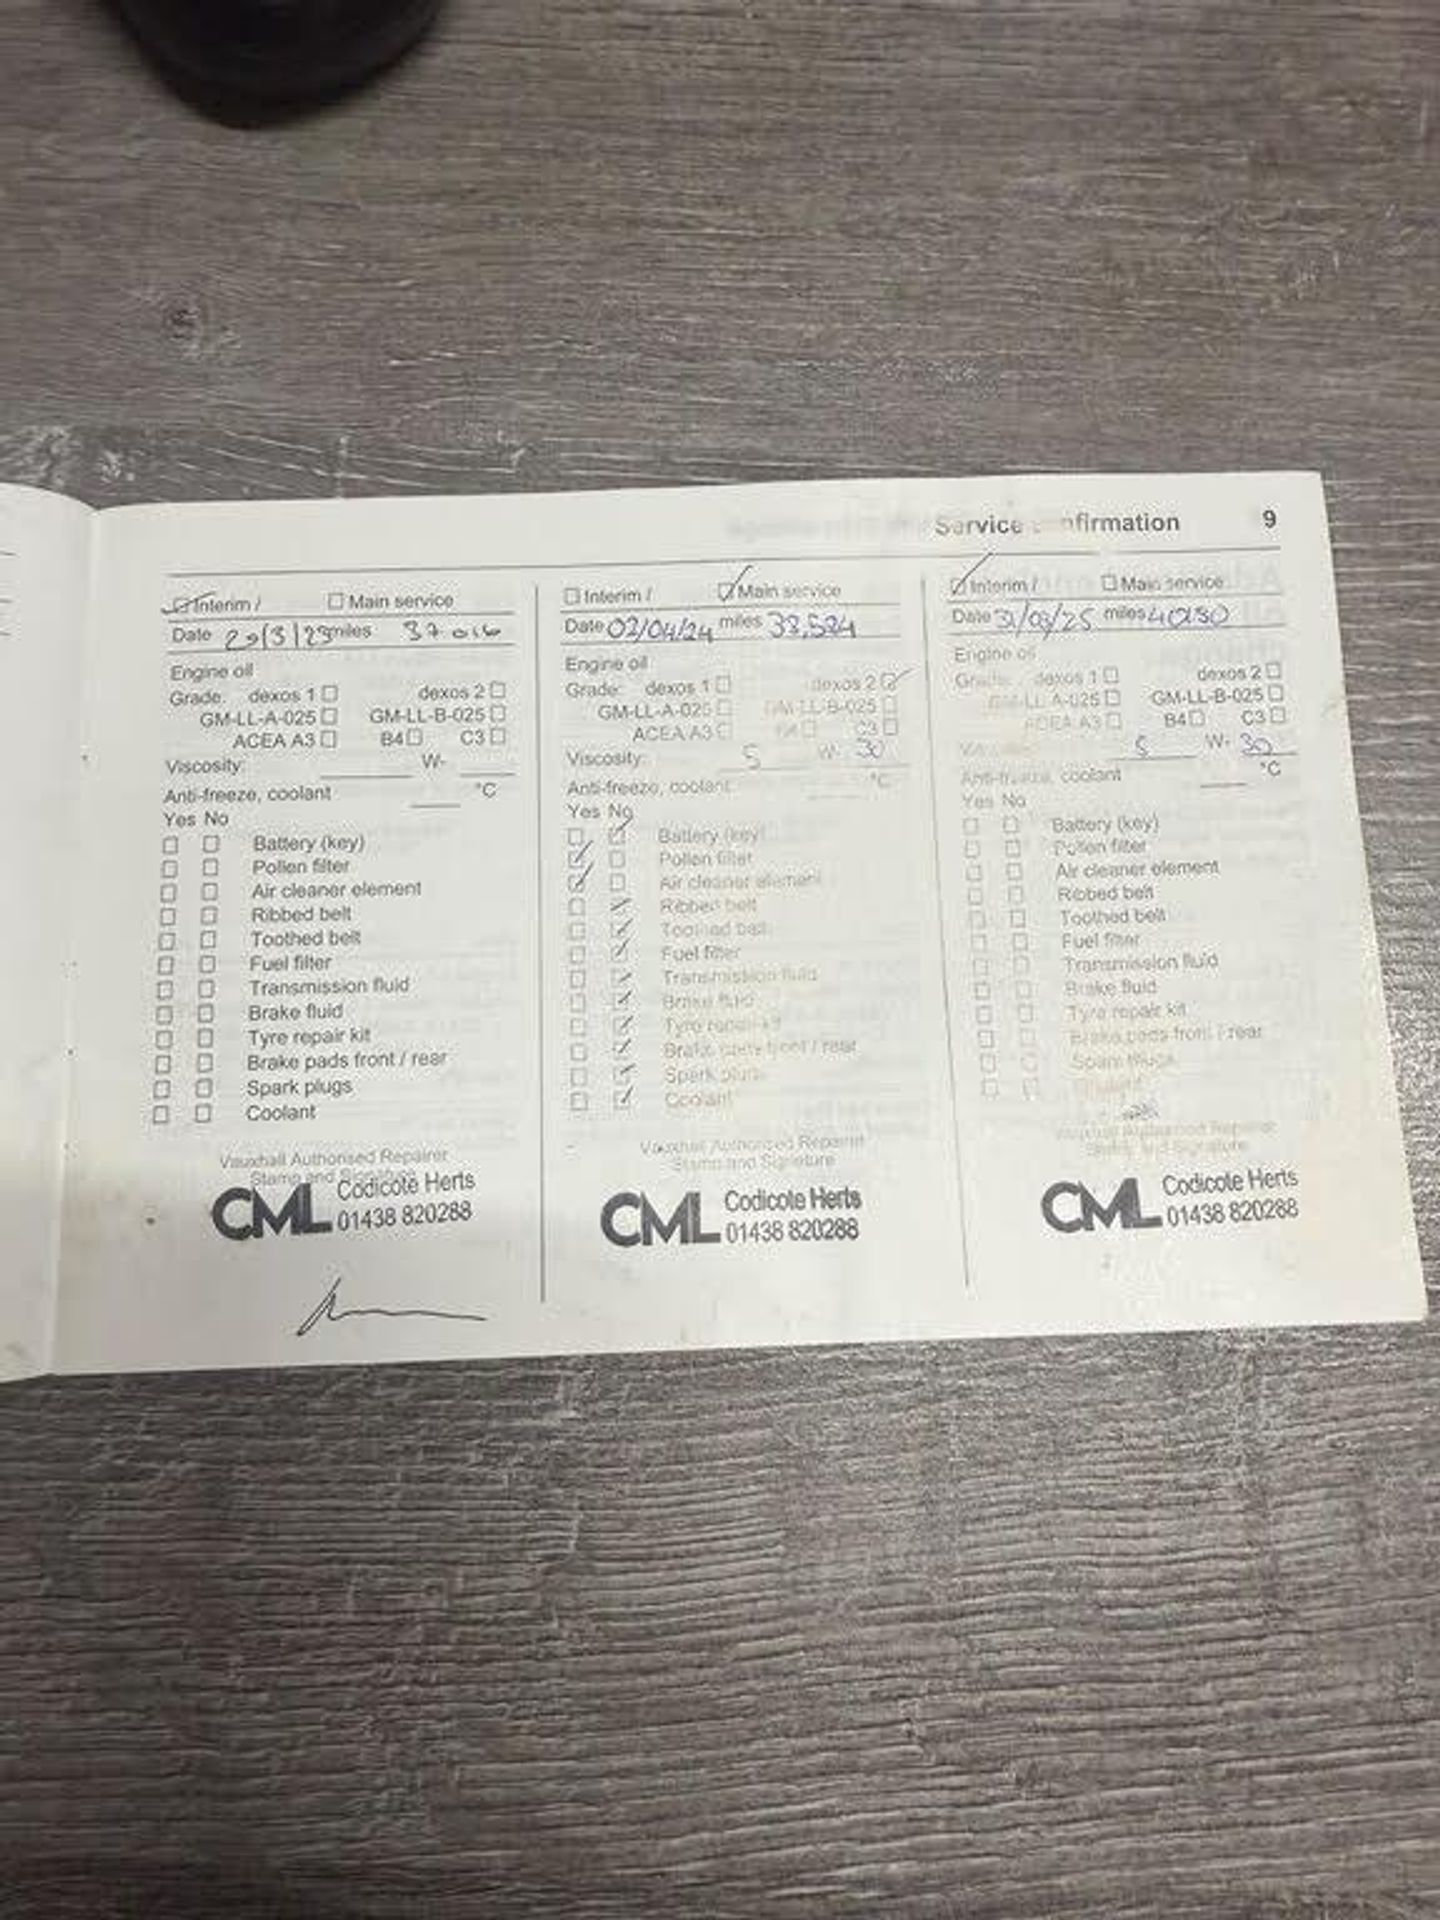 Service confirmation 9
Interim / Main service
Date 29/3/23 miles 37 016
Engine oil
Grade: dexos 1 dexos 2
GM-LL-A-025 GM-LL-B-025
ACEA A3 B4 C3
Viscosity: W-
Anti-freeze, coolant °C
Yes No
Battery (key)
Pollen filter
Air cleaner element
Ribbed belt
Toothed belt
Fuel filter
Transmission fluid
Brake fluid
Tyre repair kit
Brake pads front / rear
Spark plugs
Coolant
Vauxhall Authorised Repairer
Stamp and Signature
CML Codicote Herts
01438 820288
Interim / Main service
Date 02/04/24 miles 38,584
Engine oil
Grade: dexos 1 dexos 2
GM-LL-A-025 GM-LL-B-025
ACEA A3 B4 C3
Viscosity: 5 W- 30
Anti-freeze, coolant °C
Yes No
Battery (key)
Pollen filter
Air cleaner element
Ribbed belt
Toothed belt
Fuel filter
Transmission fluid
Brake fluid
Tyre repair kit
Brake pads front / rear
Spark plugs
Coolant
Vauxhall Authorised Repairer
Stamp and Signature
CML Codicote Herts
01438 820288
Interim / Main service
Date /25 miles
Engine oil
Grade: dexos 1 dexos 2
GM-LL-A-025 GM-LL-B-025
ACEA A3 B4 C3
Viscosity: 5 W- 30
Anti-freeze, coolant °C
Yes No
Battery (key)
Pollen filter
Air cleaner element
Ribbed belt
Toothed belt
Fuel filter
Transmission fluid
Brake fluid
Tyre repair kit
Brake pads front / rear
Spark plugs
Coolant
Vauxhall Authorised Repairer
Stamp and Signature
CML Codicote Herts
01438 820288